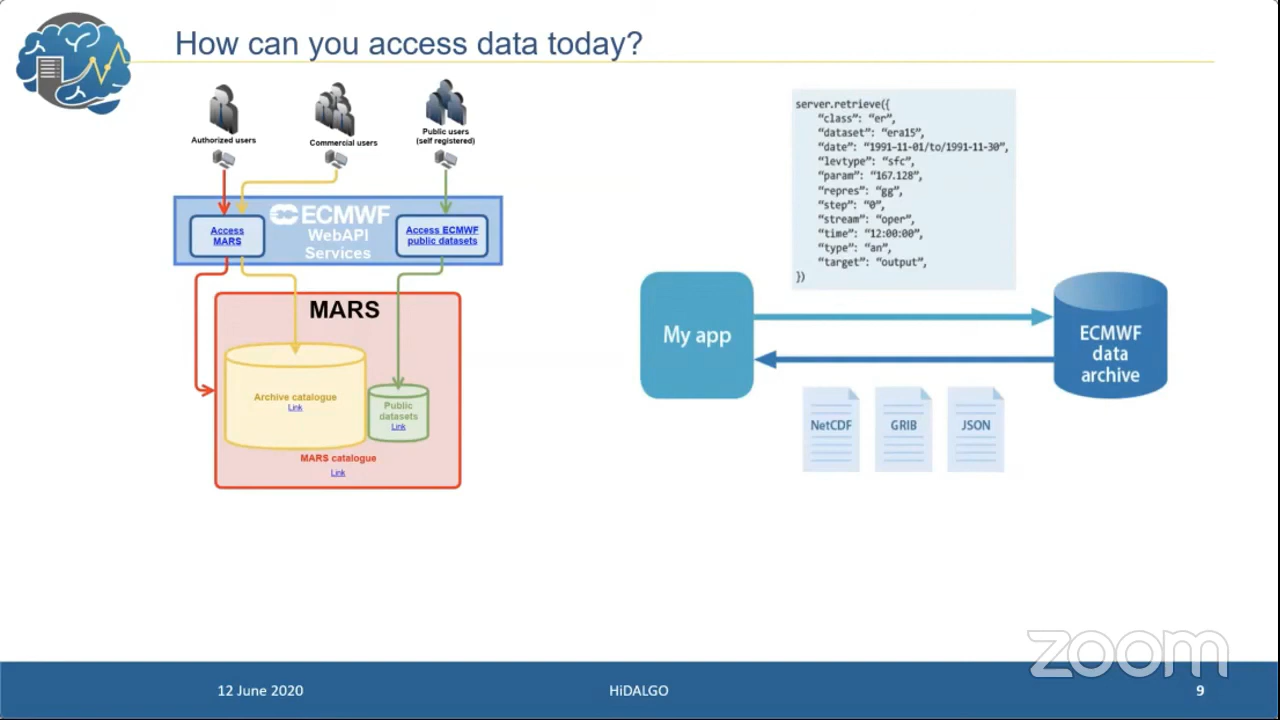 How can you access data today?
Authorized users
Commercial users
Public users
(self registered)
ECMWF
WebAPI
Services
Access
MARS
Access ECMWF
public datasets
MARS
Archive catalogue
Link
Public
datasets
Link
MARS catalogue
Link
server.retrieve({
“class”: “er”,
“dataset”: “era15”,
“date”: “1991-11-01/to/1991-11-30”,
“levtype”: “sfc”,
“param”: “167.128”,
“repres”: “gg”,
“step”: “0”,
“stream”: “oper”,
“time”: “12:00:00”,
“type”: “an”,
“target”: “output”,
})
My app
ECMWF
data
archive
NetCDF
GRIB
JSON
zoom
12 June 2020
HiDALGO
9